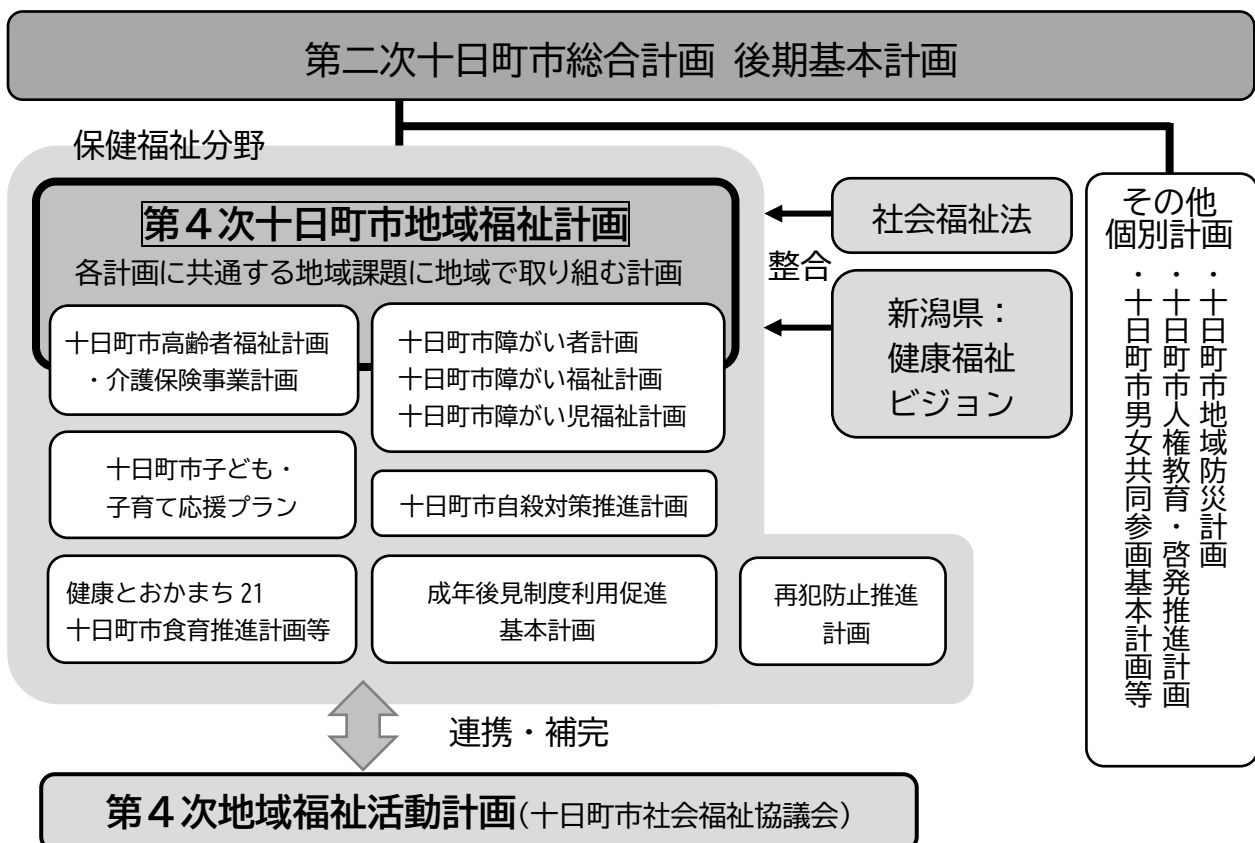 第二次十日町市総合計画 後期基本計画
保健福祉分野
第４次十日町市地域福祉計画
各計画に共通する地域課題に地域で取り組む計画
十日町市高齢者福祉計画
・介護保険事業計画
十日町市障がい者計画
十日町市障がい福祉計画
十日町市障がい児福祉計画
十日町市子ども・
子育て応援プラン
十日町市自殺対策推進計画
健康とおかまち 21
十日町市食育推進計画等
成年後見制度利用促進
基本計画
再犯防止推進
計画
社会福祉法
整合
新潟県：
健康福祉
ビジョン
その他
個別計画
・十日町市地域防災計画
・十日町市人権教育・啓発推進計画
・十日町市男女共同参画基本計画等
連携・補完
第４次地域福祉活動計画(十日町市社会福祉協議会)